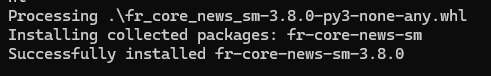 Processing .\fr_core_news_sm-3.8.0-py3-none-any.whl
Installing collected packages: fr-core-news-sm
Successfully installed fr-core-news-sm-3.8.0